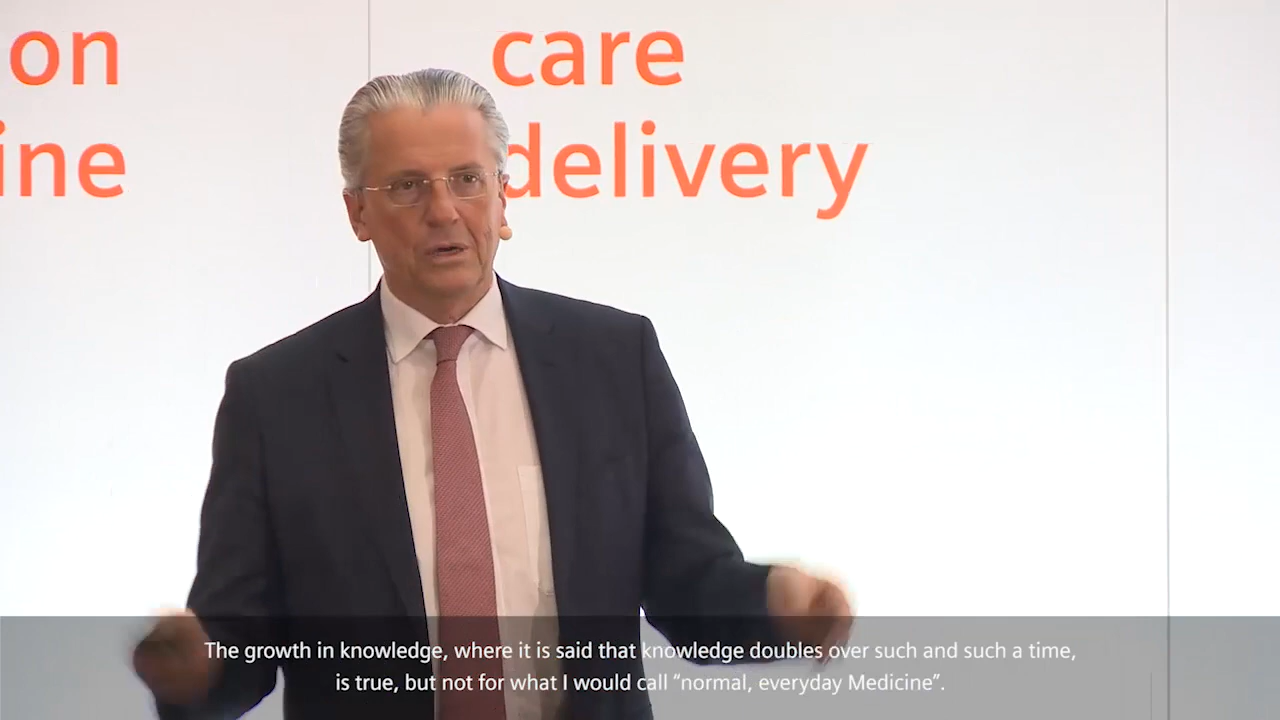 on
ine
care
delivery
The growth in knowledge, where it is said that knowledge doubles over such and such a time,
is true, but not for what I would call “normal, everyday Medicine”.